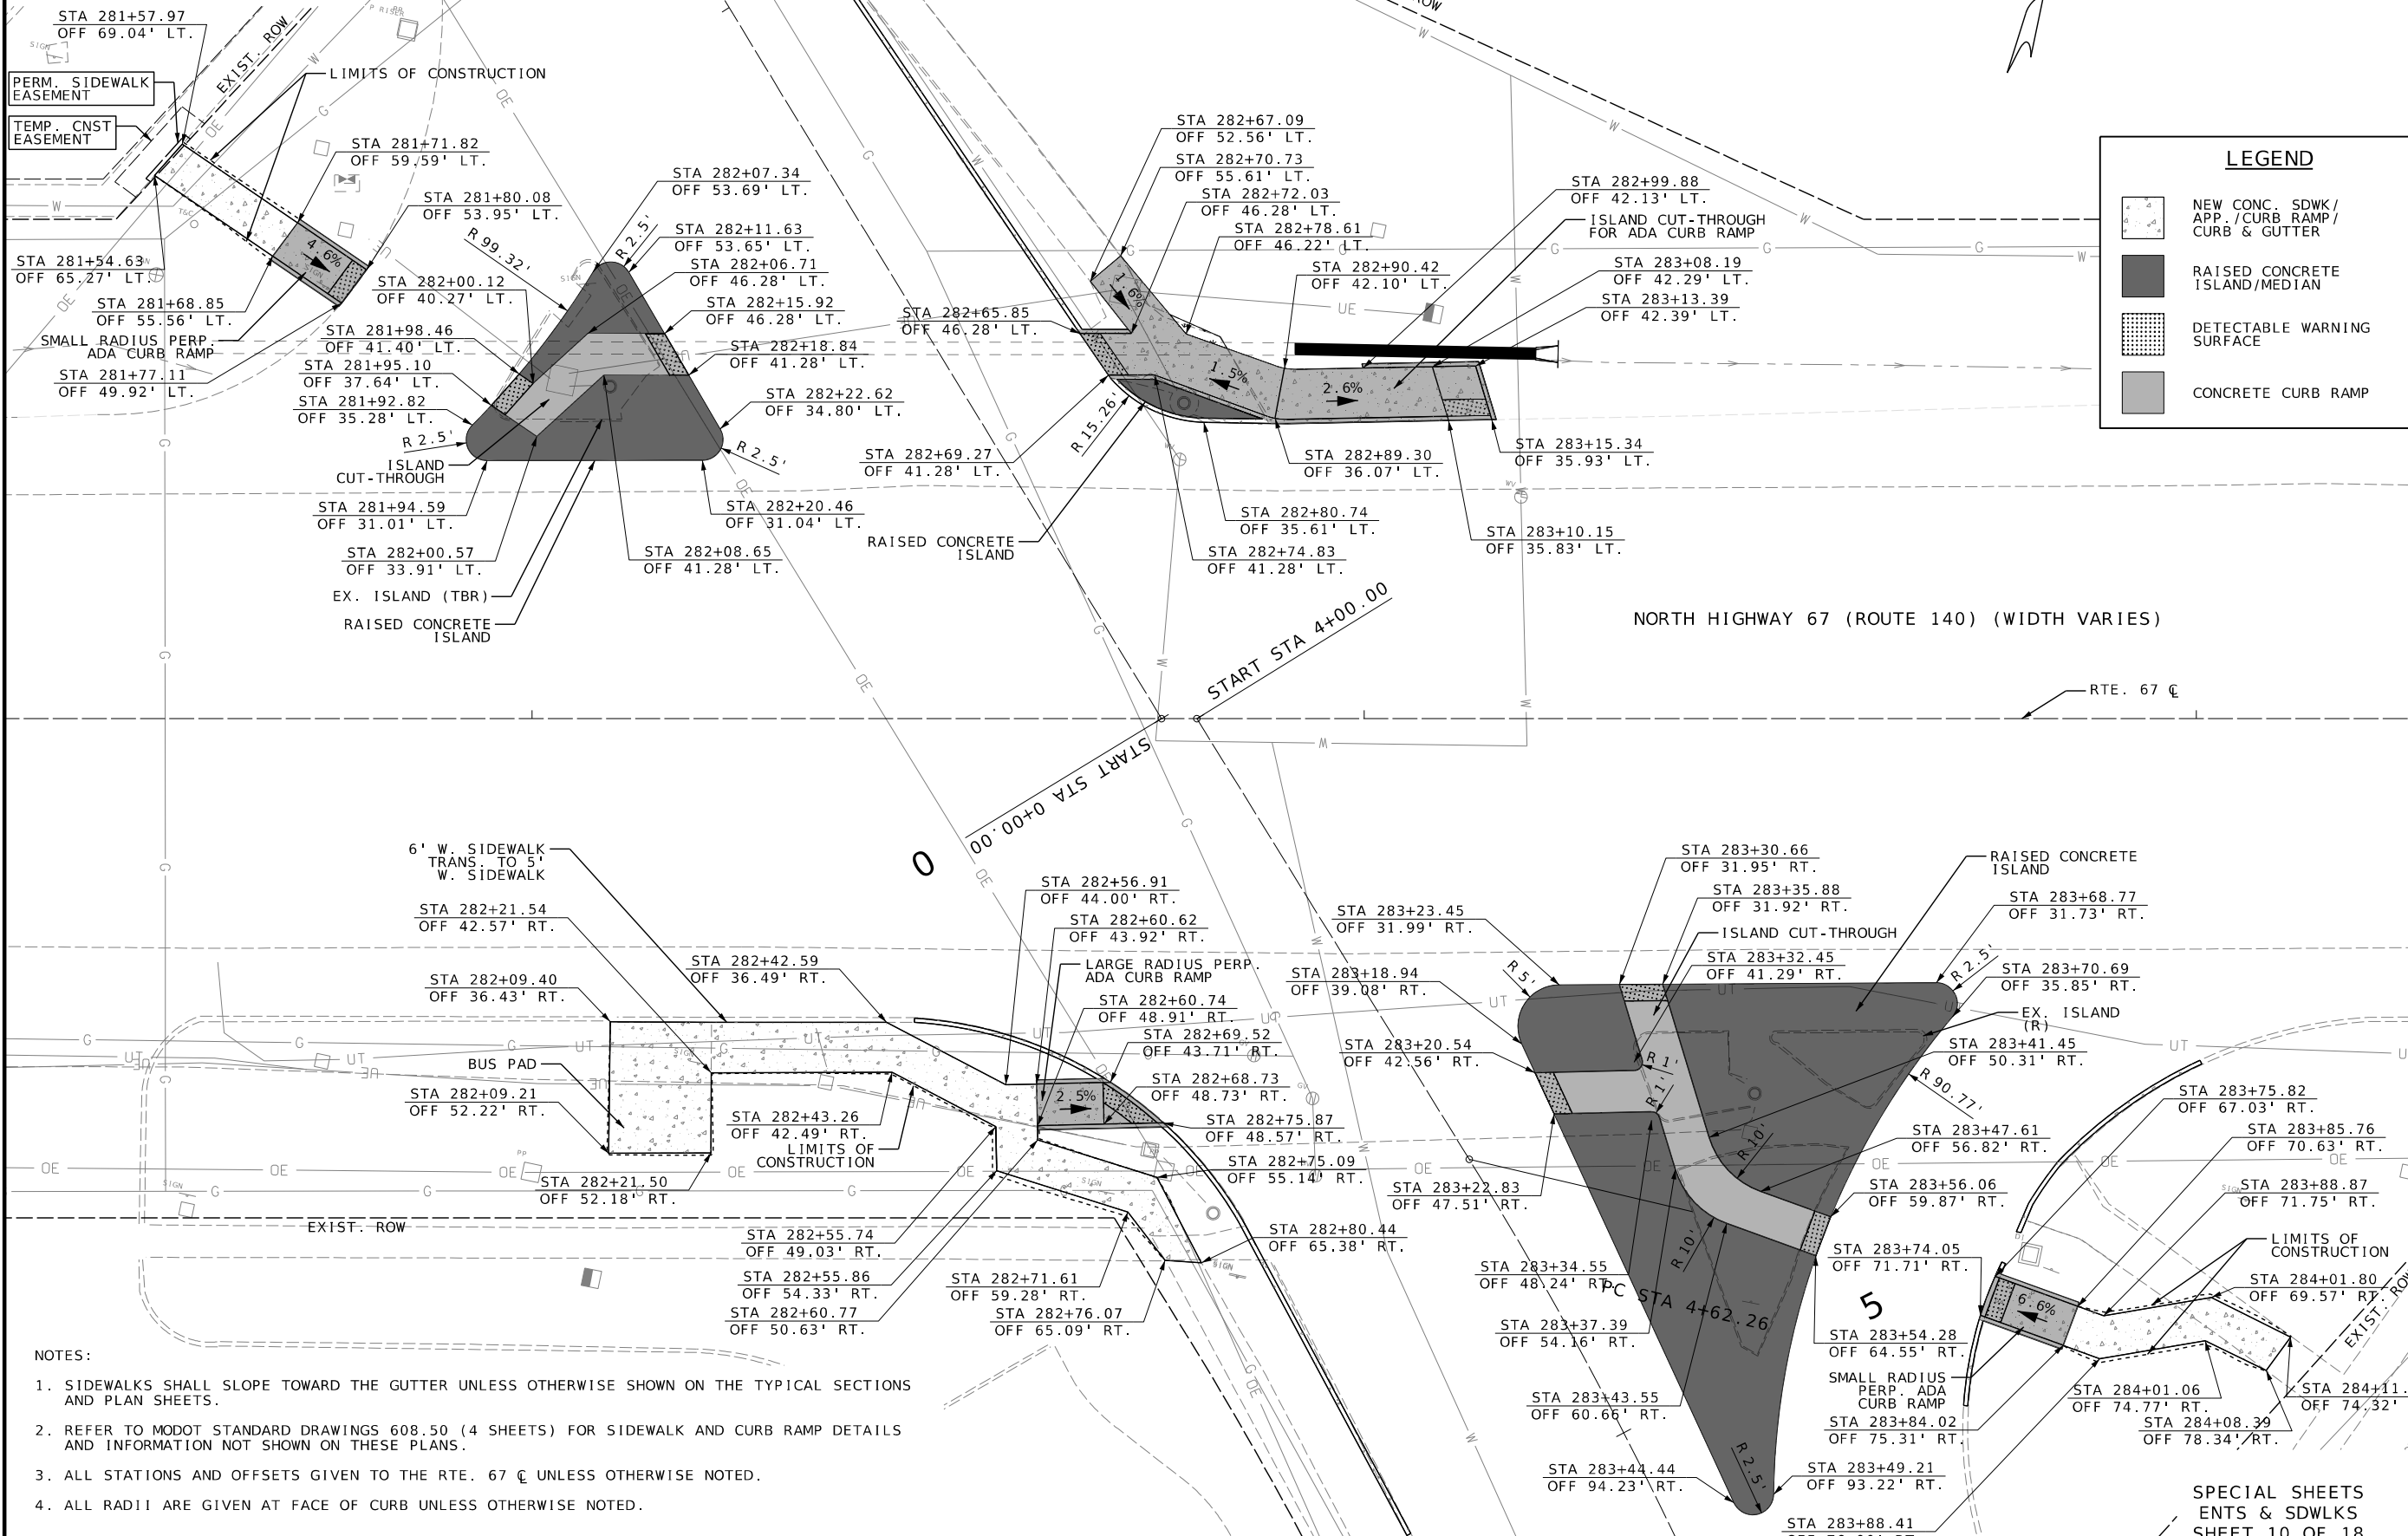 STA 281+57.97
OFF 69.04' LT.
PERM. SIDEWALK
EASEMENT
TEMP. CNST
EASEMENT
EXIST. ROW
LIMITS OF CONSTRUCTION
P RISER
PP
SIGN
STA 281+71.82
OFF 59.59' LT.
STA 281+80.08
OFF 53.95' LT.
4.6%
STA 281+54.63
OFF 65.27' LT.
STA 281+68.85
OFF 55.56' LT.
SMALL RADIUS PERP.
ADA CURB RAMP
STA 281+77.11
OFF 49.92' LT.
T&C
STA 282+07.34
OFF 53.69' LT.
R 2.5'
R 99.32'
STA 282+11.63
OFF 53.65' LT.
STA 282+06.71
OFF 46.28' LT.
STA 282+00.12
OFF 40.27' LT.
STA 282+15.92
OFF 46.28' LT.
STA 281+98.46
OFF 41.40' LT.
STA 282+18.84
OFF 41.28' LT.
STA 281+95.10
OFF 37.64' LT.
STA 281+92.82
OFF 35.28' LT.
STA 282+22.62
OFF 34.80' LT.
R 2.5'
R 2.5'
ISLAND
CUT-THROUGH
STA 281+94.59
OFF 31.01' LT.
STA 282+20.46
OFF 31.04' LT.
STA 282+00.57
OFF 33.91' LT.
STA 282+08.65
OFF 41.28' LT.
EX. ISLAND (TBR)
RAISED CONCRETE
ISLAND
ROW
STA 282+67.09
OFF 52.56' LT.
STA 282+70.73
OFF 55.61' LT.
STA 282+72.03
OFF 46.28' LT.
STA 282+78.61
OFF 46.22' LT.
STA 282+90.42
OFF 42.10' LT.
STA 282+99.88
OFF 42.13' LT.
ISLAND CUT-THROUGH
FOR ADA CURB RAMP
STA 283+08.19
OFF 42.29' LT.
STA 283+13.39
OFF 42.39' LT.
STA 282+65.85
OFF 46.28' LT.
1.6%
1.5%
2.6%
R 15.26'
STA 282+69.27
OFF 41.28' LT.
STA 282+89.30
OFF 36.07' LT.
STA 283+15.34
OFF 35.93' LT.
STA 282+80.74
OFF 35.61' LT.
STA 283+10.15
OFF 35.83' LT.
RAISED CONCRETE
ISLAND
STA 282+74.83
OFF 41.28' LT.
LEGEND
NEW CONC. SDWK/
APP./CURB RAMP/
CURB & GUTTER
RAISED CONCRETE
ISLAND/MEDIAN
DETECTABLE WARNING
SURFACE
CONCRETE CURB RAMP
START STA 4+00.00
NORTH HIGHWAY 67 (ROUTE 140) (WIDTH VARIES)
RTE. 67 ℄
START STA 0+00.00
0
6' W. SIDEWALK
TRANS. TO 5'
W. SIDEWALK
STA 282+21.54
OFF 42.57' RT.
STA 282+09.40
OFF 36.43' RT.
STA 282+42.59
OFF 36.49' RT.
STA 282+56.91
OFF 44.00' RT.
STA 282+60.62
OFF 43.92' RT.
LARGE RADIUS PERP.
ADA CURB RAMP
STA 282+60.74
OFF 48.91' RT.
STA 282+69.52
OFF 43.71' RT.
STA 282+68.73
OFF 48.73' RT.
2.5%
BUS PAD
STA 282+09.21
OFF 52.22' RT.
STA 282+43.26
OFF 42.49' RT.
LIMITS OF
CONSTRUCTION
STA 282+75.87
OFF 48.57' RT.
STA 282+75.09
OFF 55.14' RT.
STA 282+21.50
OFF 52.18' RT.
EXIST. ROW
STA 282+55.74
OFF 49.03' RT.
STA 282+80.44
OFF 65.38' RT.
STA 282+55.86
OFF 54.33' RT.
STA 282+71.61
OFF 59.28' RT.
STA 282+60.77
OFF 50.63' RT.
STA 282+76.07
OFF 65.09' RT.
STA 283+30.66
OFF 31.95' RT.
STA 283+35.88
OFF 31.92' RT.
RAISED CONCRETE
ISLAND
STA 283+68.77
OFF 31.73' RT.
STA 283+23.45
OFF 31.99' RT.
ISLAND CUT-THROUGH
STA 283+32.45
OFF 41.29' RT.
STA 283+18.94
OFF 39.08' RT.
R 5'
R 2.5'
STA 283+70.69
OFF 35.85' RT.
EX. ISLAND
(R)
STA 283+20.54
OFF 42.56' RT.
R 1'
R 1'
STA 283+41.45
OFF 50.31' RT.
R 90.77'
STA 283+47.61
OFF 56.82' RT.
R 10'
STA 283+22.83
OFF 47.51' RT.
STA 283+56.06
OFF 59.87' RT.
R 10'
STA 283+34.55
OFF 48.24' RT.
PC STA 4+62.26
5
STA 283+37.39
OFF 54.16' RT.
STA 283+54.28
OFF 64.55' RT.
STA 283+43.55
OFF 60.66' RT.
STA 283+44.44
OFF 94.23' RT.
R 2.5'
STA 283+49.21
OFF 93.22' RT.
STA 283+75.82
OFF 67.03' RT.
STA 283+85.76
OFF 70.63' RT.
STA 283+88.87
OFF 71.75' RT.
LIMITS OF
CONSTRUCTION
STA 283+74.05
OFF 71.71' RT.
STA 284+01.80
OFF 69.57' RT.
6.6%
EXIST. ROW
SMALL RADIUS
PERP. ADA
CURB RAMP
STA 284+01.06
OFF 74.77' RT.
STA 284+11.
OFF 74.32'
STA 283+84.02
OFF 75.31' RT.
STA 284+08.39
OFF 78.34' RT.
STA 283+88.41
NOTES:
1. SIDEWALKS SHALL SLOPE TOWARD THE GUTTER UNLESS OTHERWISE SHOWN ON THE TYPICAL SECTIONS
AND PLAN SHEETS.
2. REFER TO MODOT STANDARD DRAWINGS 608.50 (4 SHEETS) FOR SIDEWALK AND CURB RAMP DETAILS
AND INFORMATION NOT SHOWN ON THESE PLANS.
3. ALL STATIONS AND OFFSETS GIVEN TO THE RTE. 67 ℄ UNLESS OTHERWISE NOTED.
4. ALL RADII ARE GIVEN AT FACE OF CURB UNLESS OTHERWISE NOTED.
SPECIAL SHEETS
ENTS & SDWLKS
SHEET 10 OF 18